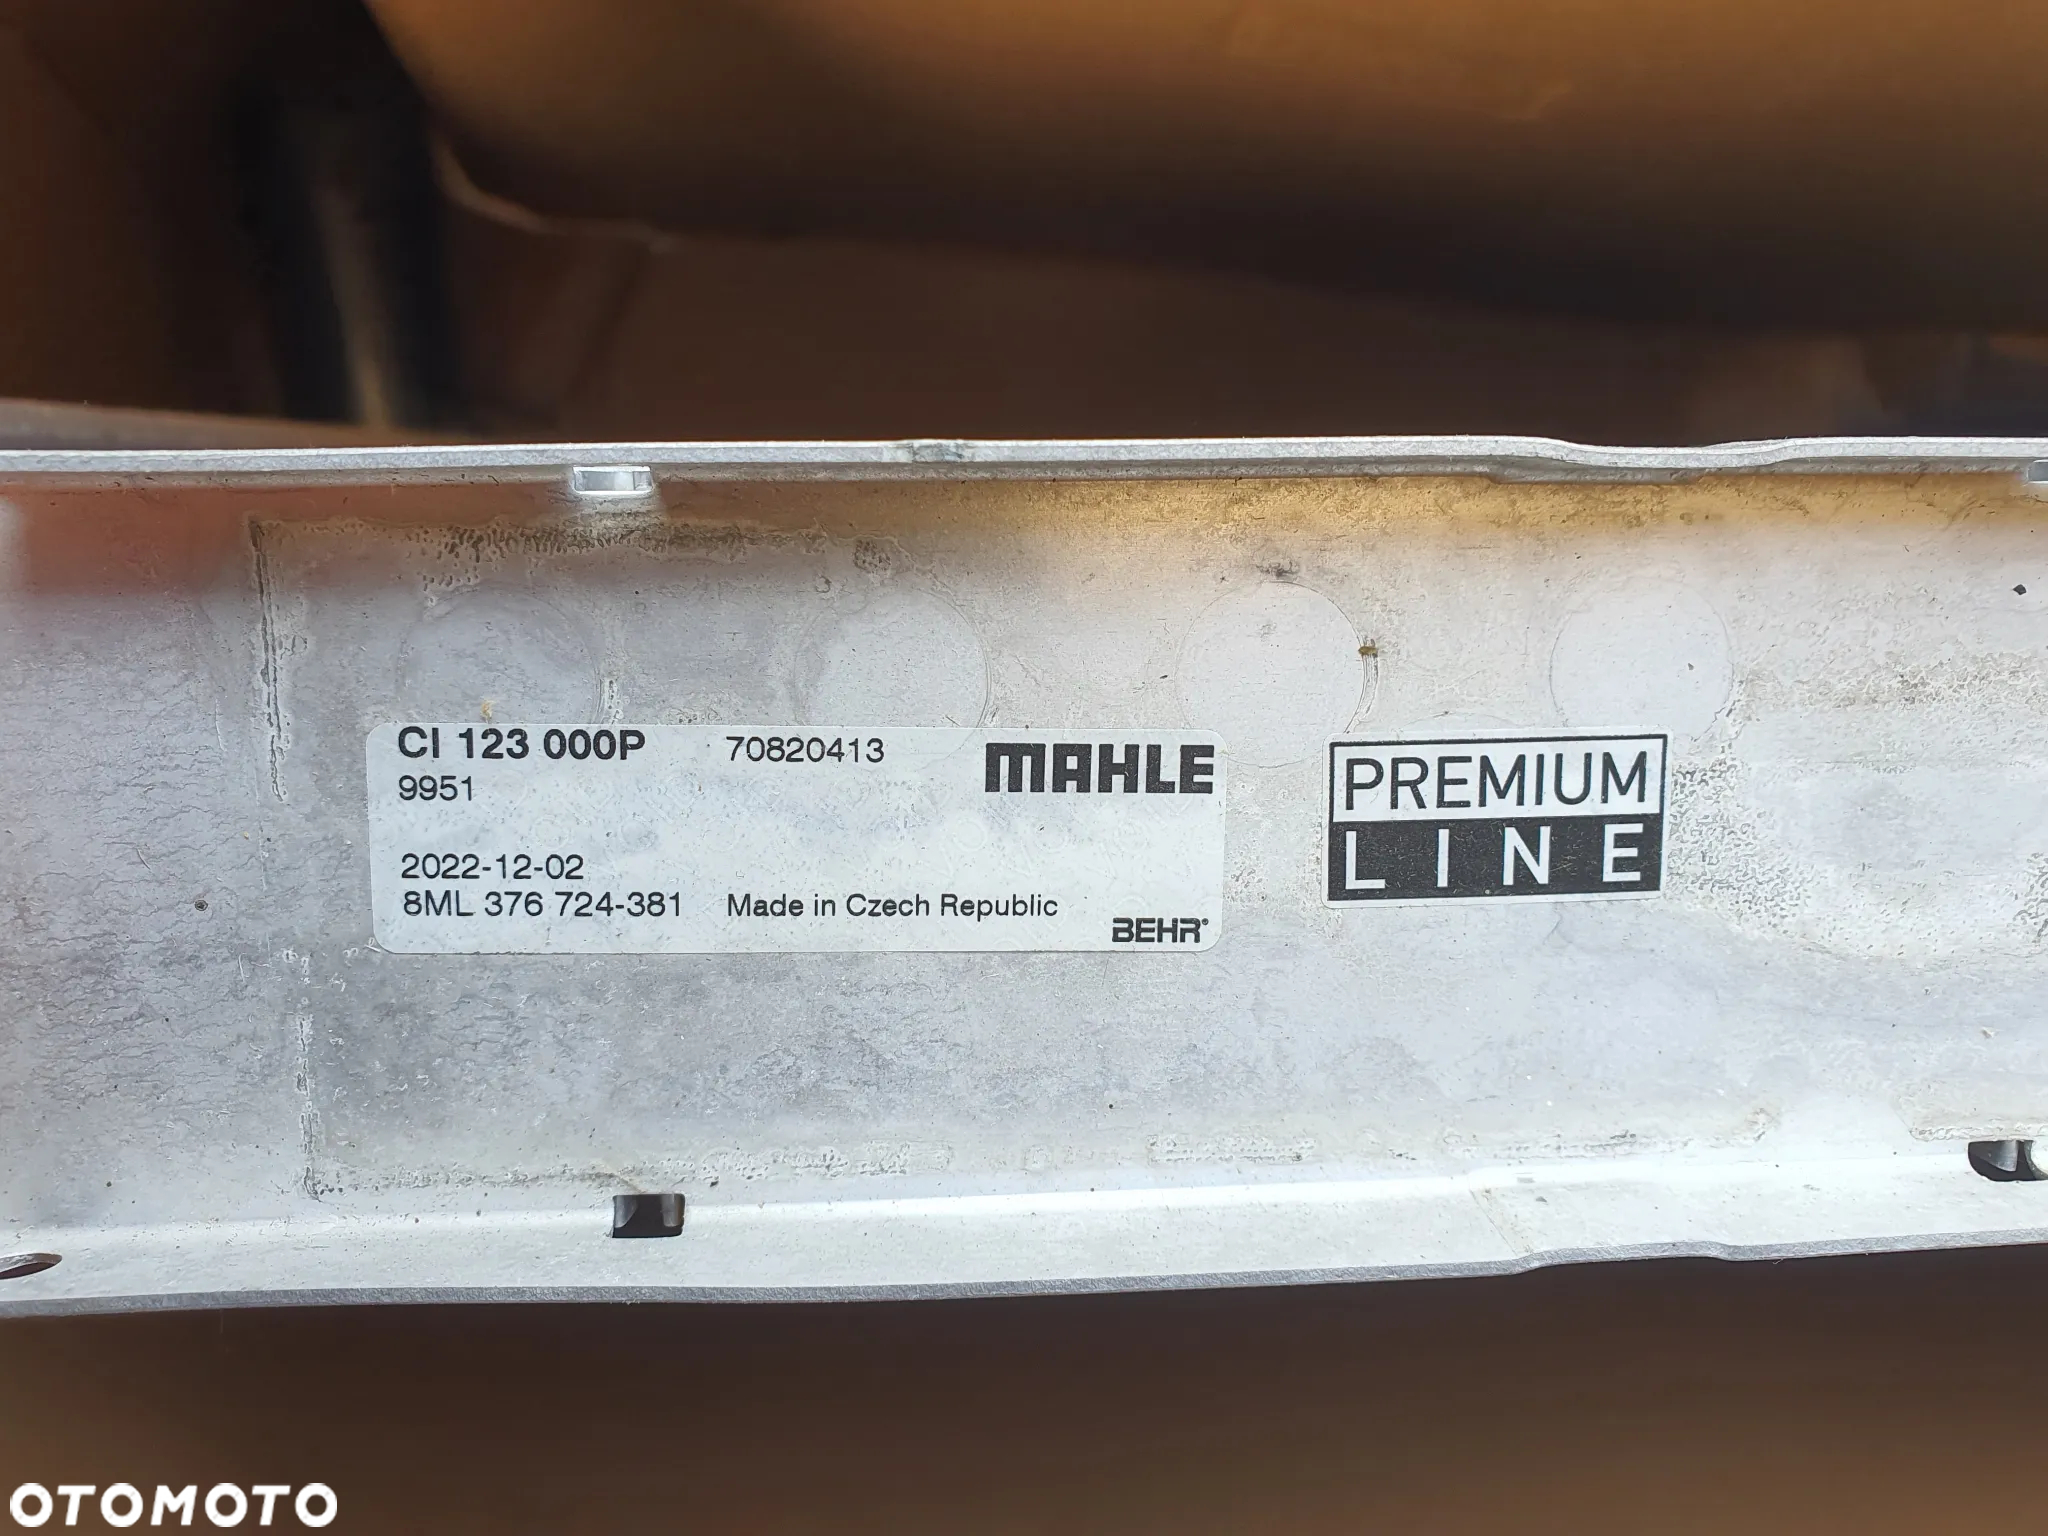 CI 123 000P 70820413 MAHLE
9951
2022-12-02
8ML 376 724-381 Made in Czech Republic
BEHR®
PREMIUM
LINE
OTOMOTO